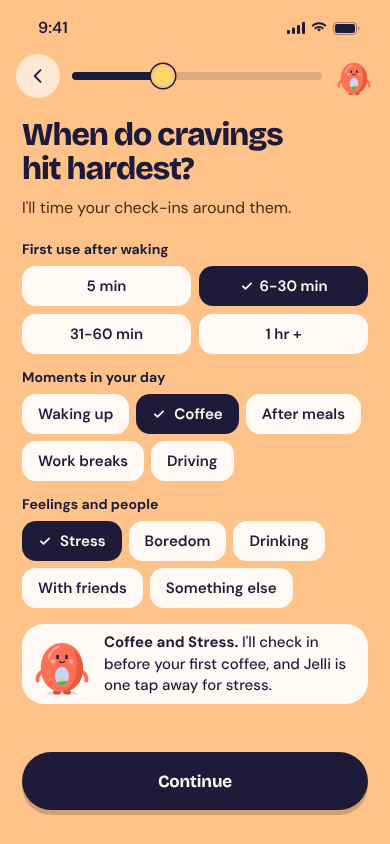 9:41
When do cravings
hit hardest?
I'll time your check-ins around them.
First use after waking
5 min
6-30 min
31-60 min
1 hr +
Moments in your day
Waking up
Coffee
After meals
Work breaks
Driving
Feelings and people
Stress
Boredom
Drinking
With friends
Something else
Coffee and Stress. I'll check in
before your first coffee, and Jelli is
one tap away for stress.
Continue